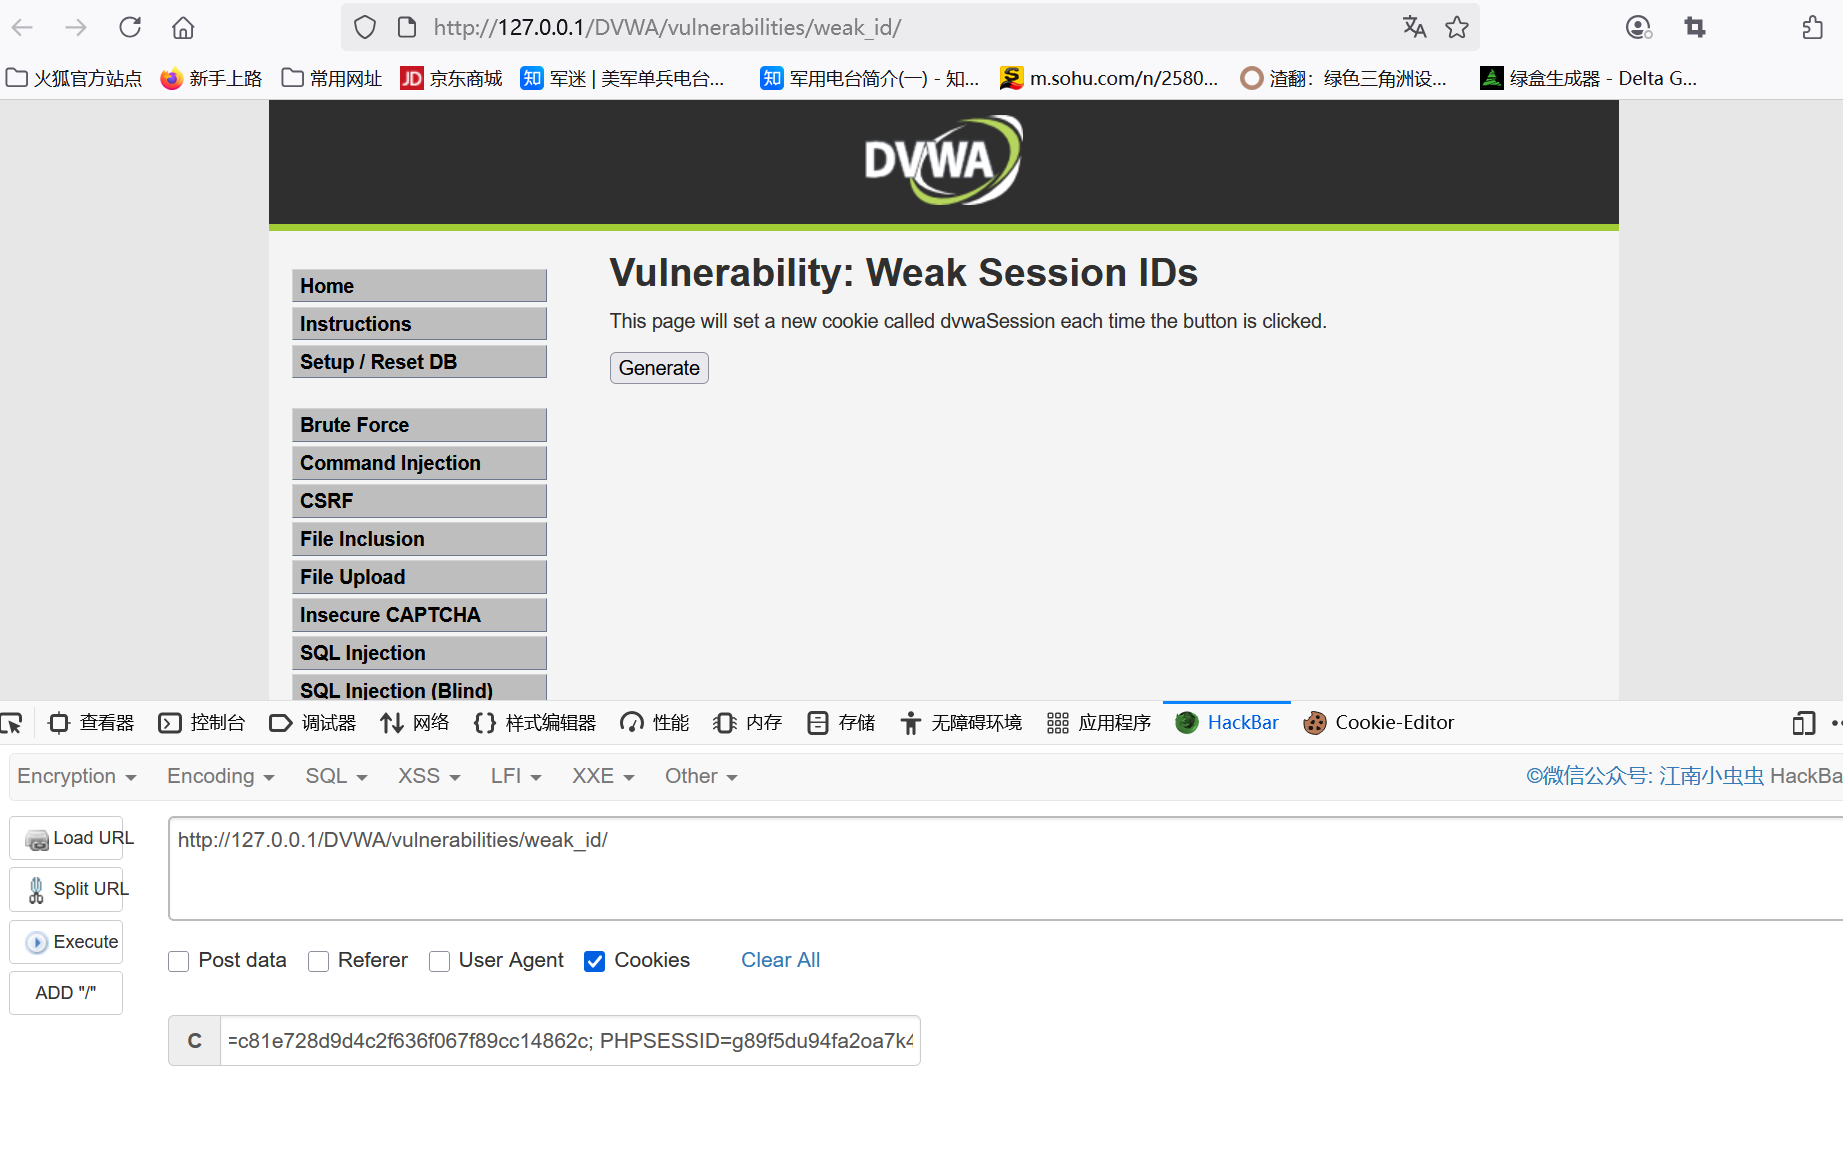 http://127.0.0.1/DVWA/vulnerabilities/weak_id/
火狐官方站点 新手上路 常用网址 JD 京东商城 知 军迷 | 美军单兵电台... 知 军用电台简介(一) - 知... m.sohu.com/n/2580... 渣翻：绿色三角洲设... 绿盒生成器 - Delta G...
DVWA
Vulnerability: Weak Session IDs
This page will set a new cookie called dvwaSession each time the button is clicked.
Generate
Home
Instructions
Setup / Reset DB
Brute Force
Command Injection
CSRF
File Inclusion
File Upload
Insecure CAPTCHA
SQL Injection
SQL Injection (Blind)
查看器 控制台 调试器 网络 样式编辑器 性能 内存 存储 无障碍环境 应用程序 HackBar Cookie-Editor
Encryption Encoding SQL XSS LFI XXE Other ©微信公众号: 江南小虫虫 HackBa
Load URL
Split URL
Execute
ADD "/"
http://127.0.0.1/DVWA/vulnerabilities/weak_id/
Post data Referer User Agent Cookies Clear All
C =c81e728d9d4c2f636f067f89cc14862c; PHPSESSID=g89f5du94fa2oa7k4